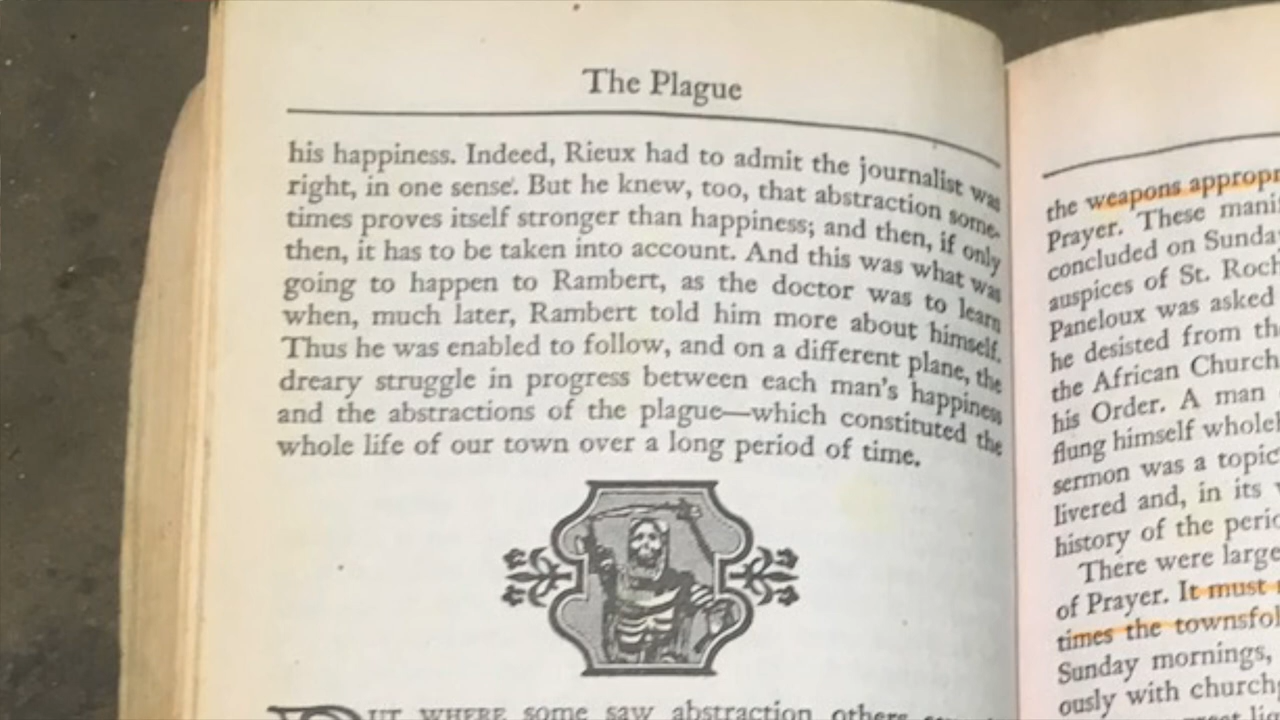 The Plague
his happiness. Indeed, Rieux had to admit the journalist was
right, in one sense. But he knew, too, that abstraction some-
times proves itself stronger than happiness; and then, if only
then, it has to be taken into account. And this was what was
going to happen to Rambert, as the doctor was to learn
when, much later, Rambert told him more about himself.
Thus he was enabled to follow, and on a different plane, the
dreary struggle in progress between each man's happiness
and the abstractions of the plague—which constituted the
whole life of our town over a long period of time.
WHERE some saw abstraction others
the weapons
Prayer. These
concluded on
auspices of St.
Paneloux was asked
he desisted from
the African Church
his Order. A man
flung himself
sermon was a topic
livered and, in its
history of the
There were
of Prayer. It must
times the
Sunday mornings,
ously with